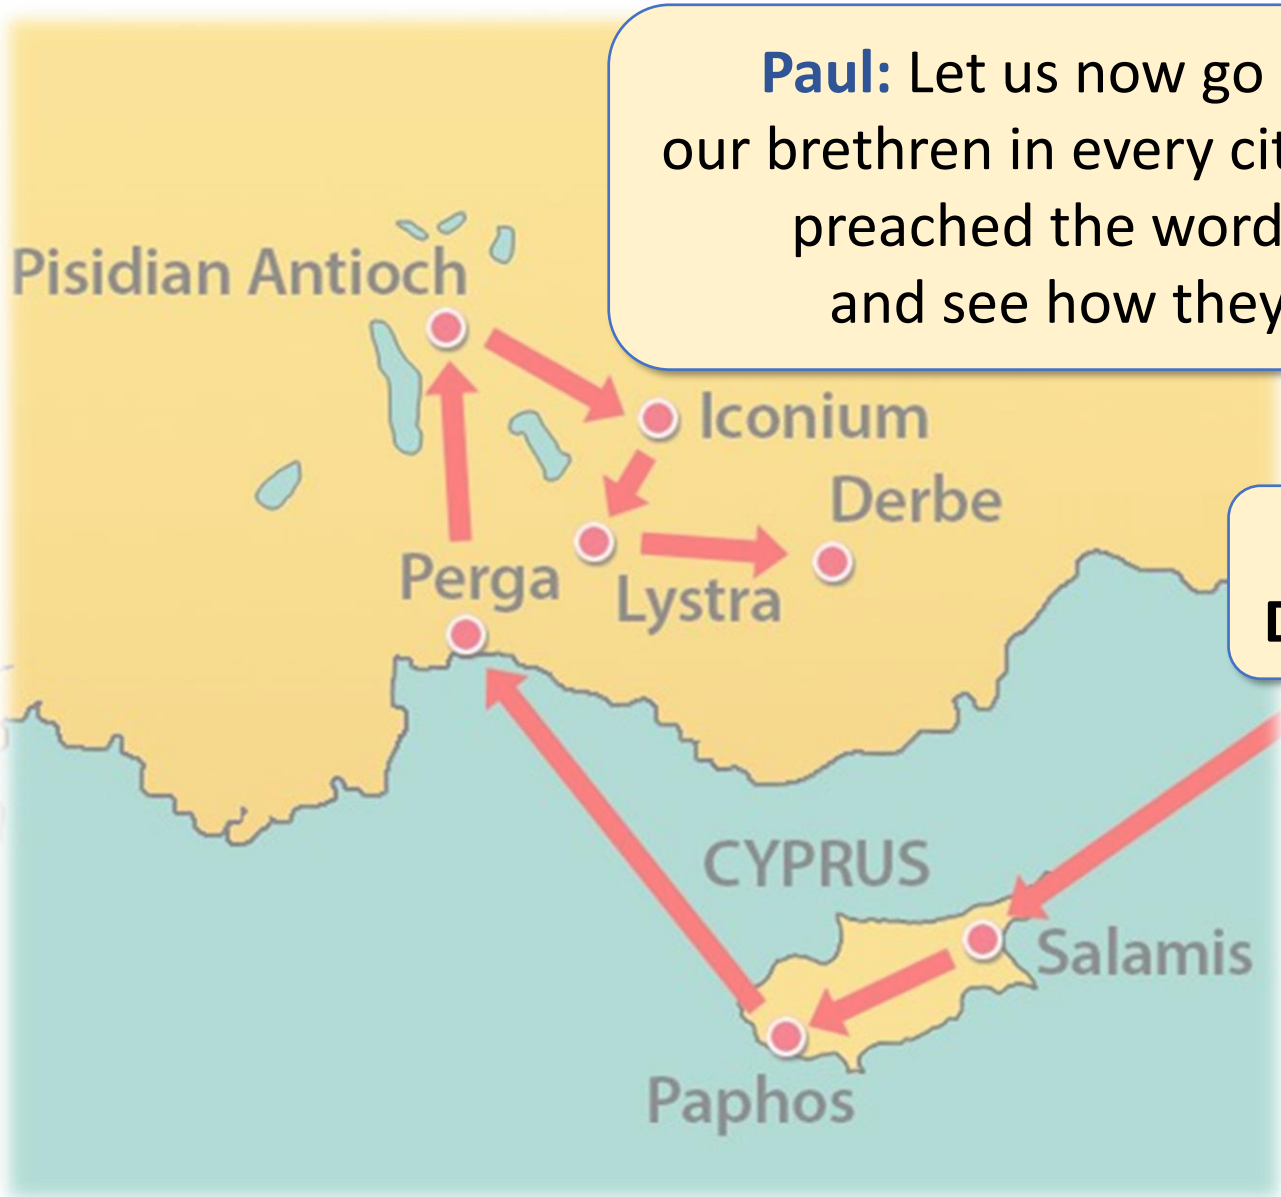 Paul: Let us now go
our brethren in every
preached the word
and see how they
Pisidian Antioch
Iconium
Derbe
Perga
Lystra
CYPRUS
Salamis
Paphos